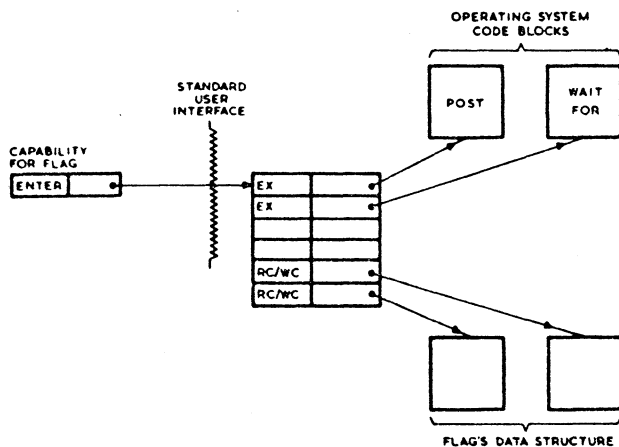 OPERATING SYSTEM
CODE BLOCKS
POST
WAIT
FOR
STANDARD
USER
INTERFACE
CAPABILITY
FOR FLAG
ENTER
EX
EX
RC/WC
RC/WC
FLAG'S DATA STRUCTURE